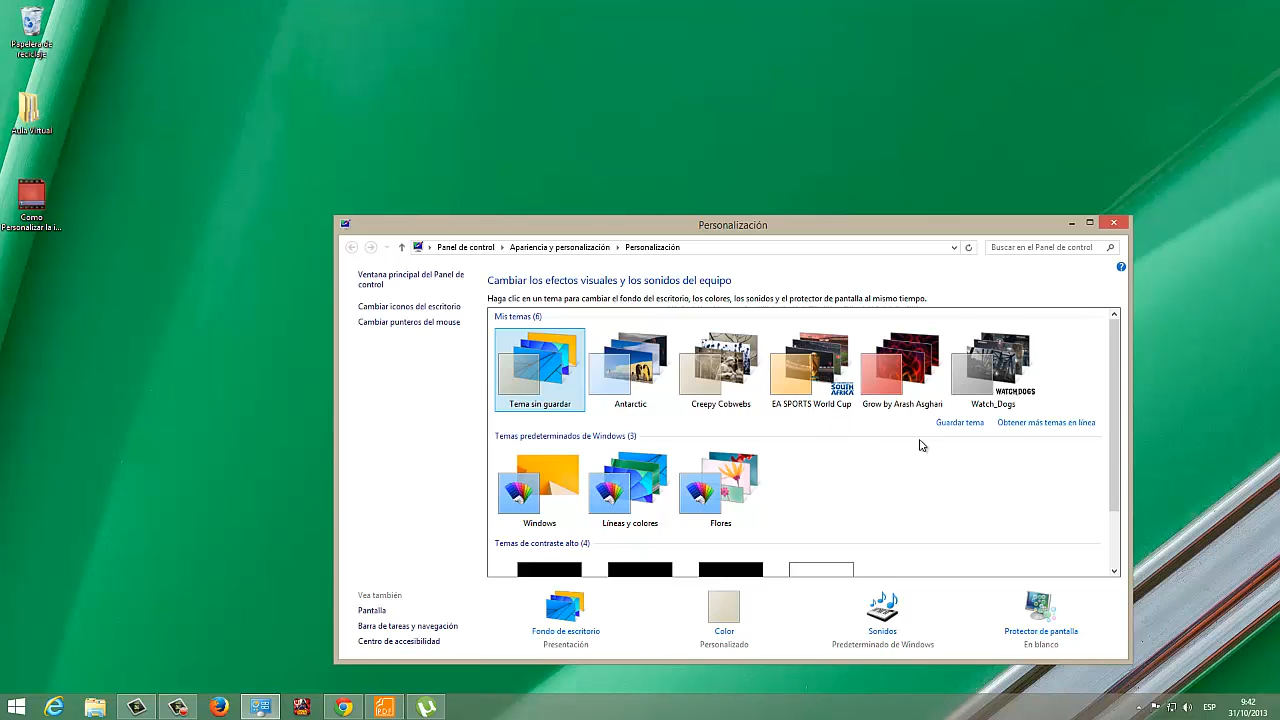 Papelera de
reciclaje
Aula Virtual
Como
Personalizar la i...
Personalización
Panel de control
Apariencia y personalización
Personalización
Buscar en el Panel de control
Ventana principal del Panel de
control
Cambiar iconos del escritorio
Cambiar punteros del mouse
Cambiar los efectos visuales y los sonidos del equipo
Haga clic en un tema para cambiar el fondo del escritorio, los colores, los sonidos y el protector de pantalla al mismo tiempo.
Mis temas (6)
SOUTH
AFRICA
WATCH_DOGS
Tema sin guardar
Antarctic
Creepy Cobwebs
EA SPORTS World Cup
Grow by Arash Asghari
Watch_Dogs
Guardar tema
Obtener más temas en línea
Temas predeterminados de Windows (3)
Windows
Líneas y colores
Flores
Temas de contraste alto (4)
Vea también
Pantalla
Barra de tareas y navegación
Centro de accesibilidad
Fondo de escritorio
Presentación
Color
Personalizado
Sonidos
Predeterminado de Windows
Protector de pantalla
En blanco
PDF
ESP
9:42
31/10/2013